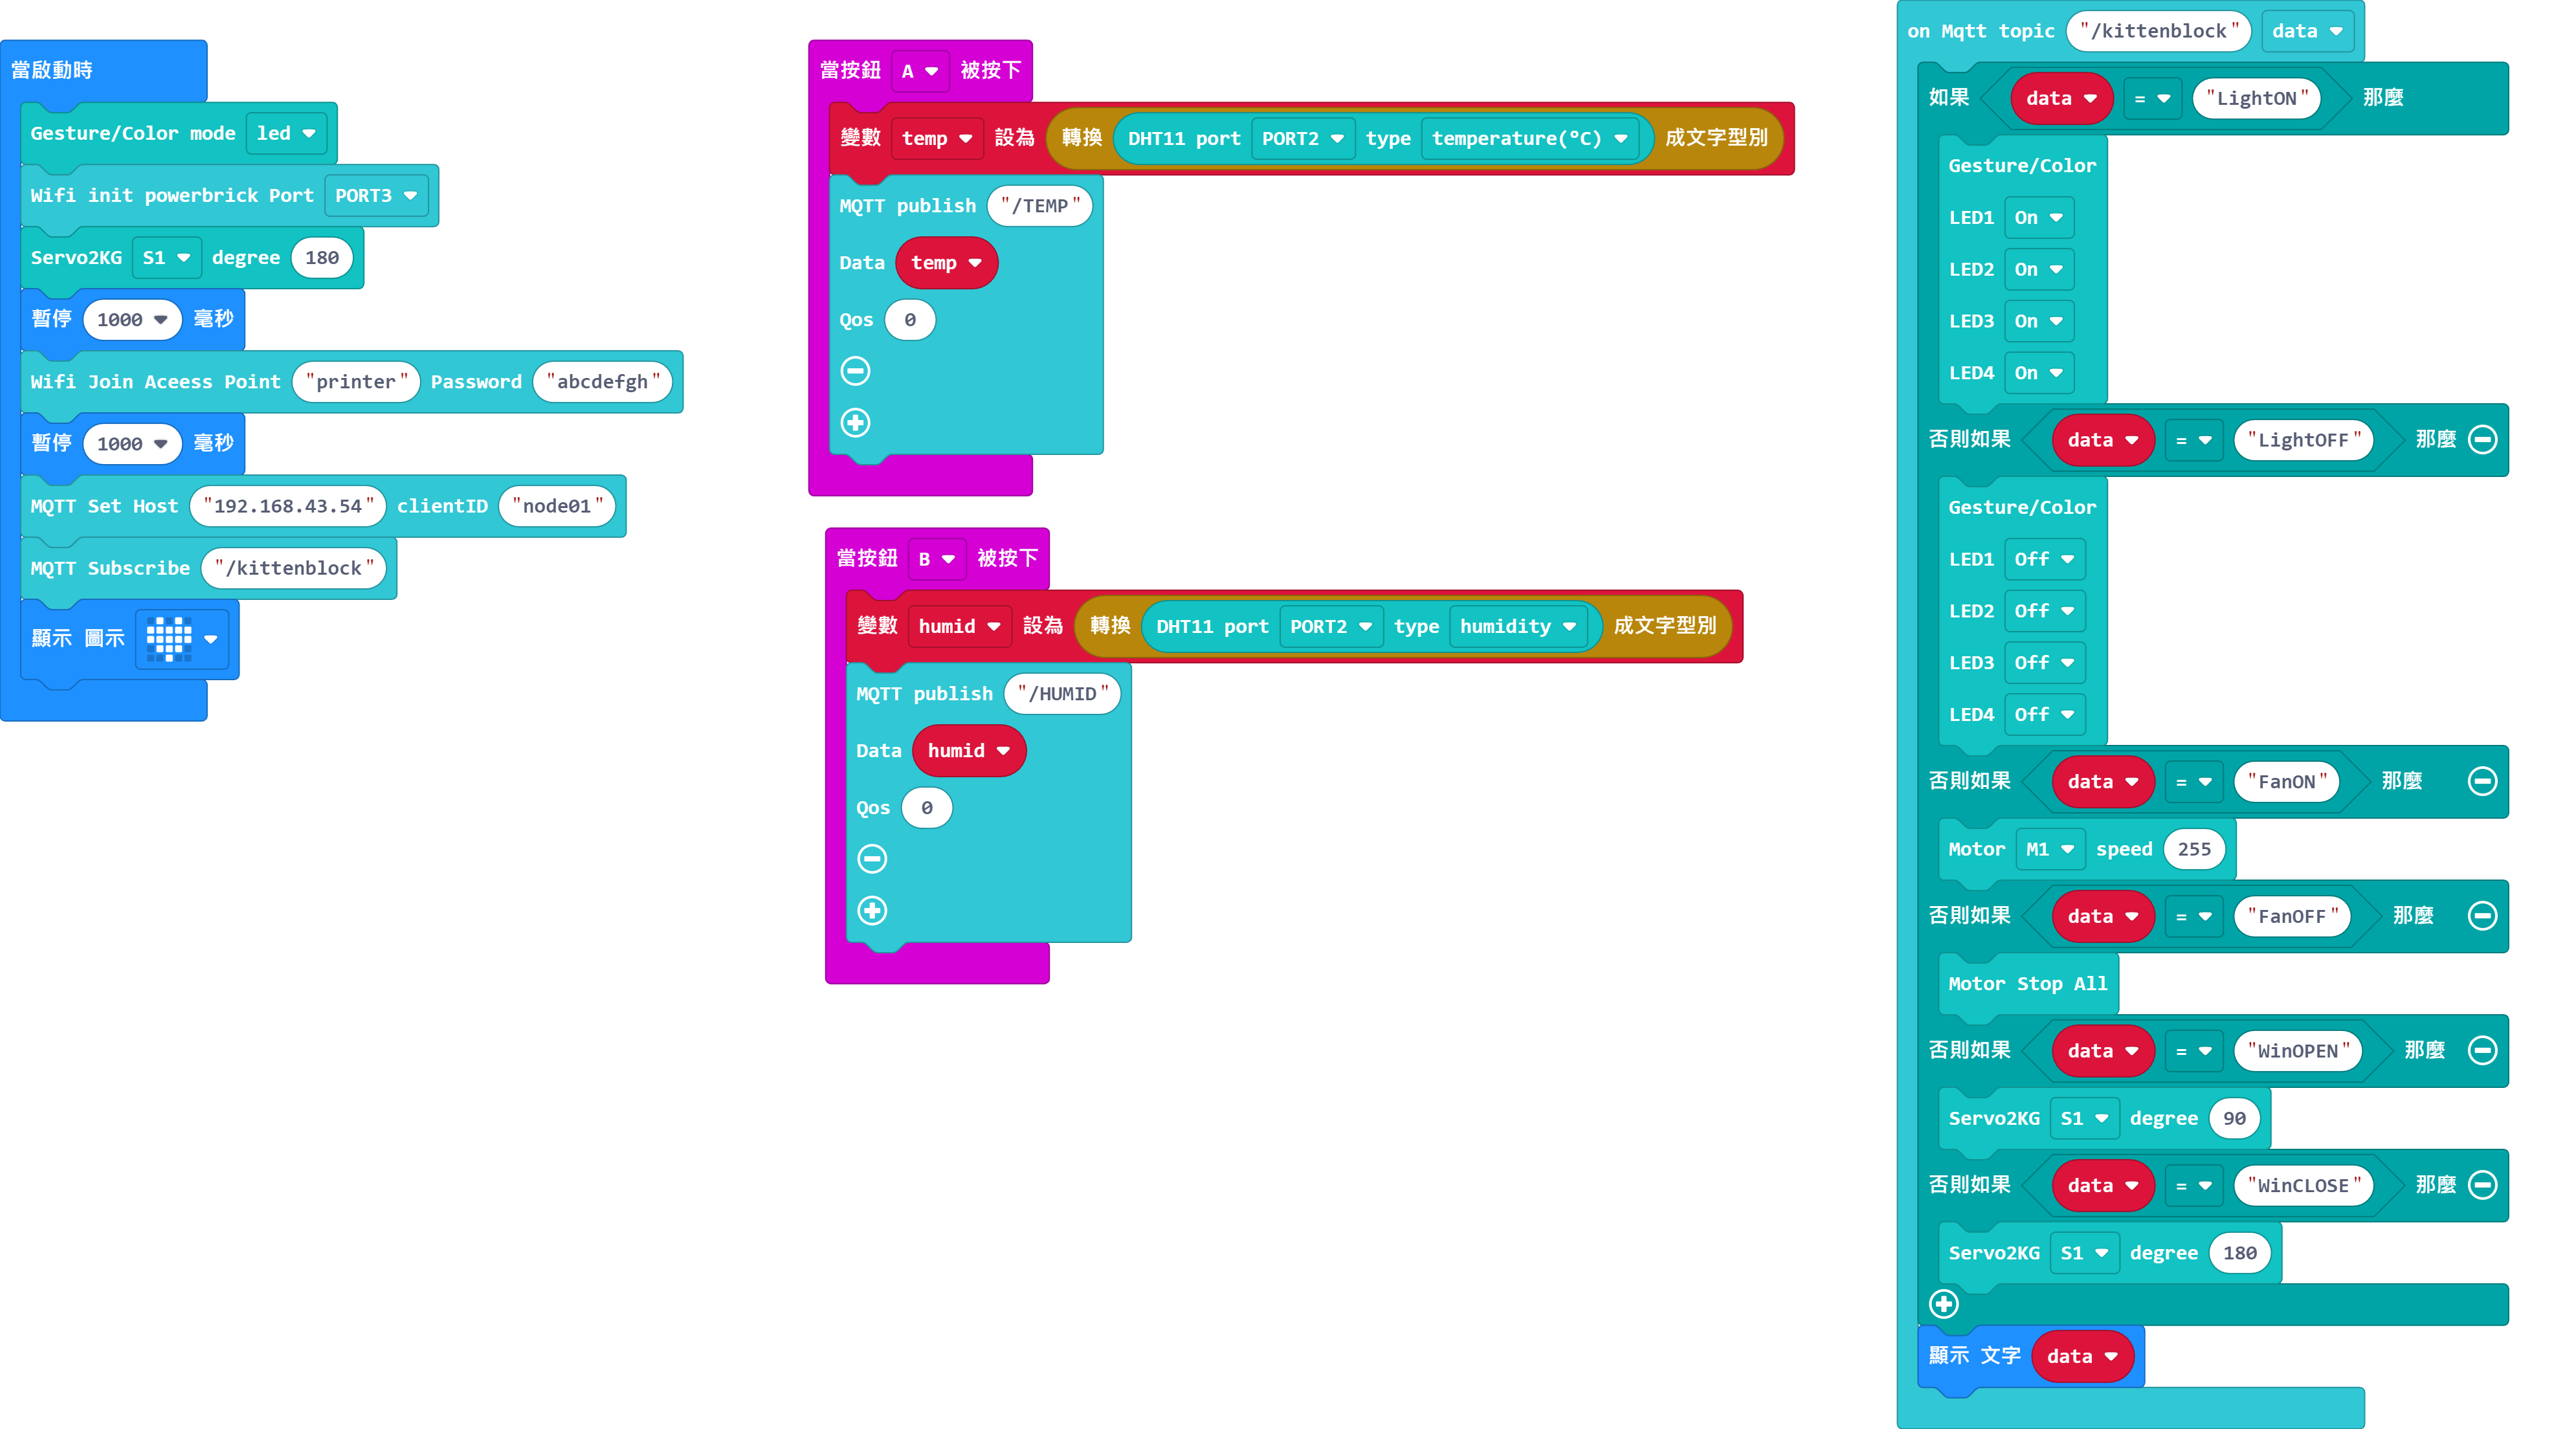 當啟動時
Gesture/Color mode led
Wifi init powerbrick Port PORT3
Servo2KG S1 degree 180
暫停 1000 毫秒
Wifi Join Aceess Point "printer" Password "abcdefgh"
暫停 1000 毫秒
MQTT Set Host "192.168.43.54" clientID "node01"
MQTT Subscribe "/kittenblock"
顯示 圖示
當按鈕 A 被按下
變數 temp 設為 轉換 DHT11 port PORT2 type temperature(°C) 成文字型別
MQTT publish "/TEMP"
Data temp
Qos 0
當按鈕 B 被按下
變數 humid 設為 轉換 DHT11 port PORT2 type humidity 成文字型別
MQTT publish "/HUMID"
Data humid
Qos 0
on Mqtt topic "/kittenblock" data
如果 data = "LightON" 那麼
Gesture/Color
LED1 On
LED2 On
LED3 On
LED4 On
否則如果 data = "LightOFF" 那麼
Gesture/Color
LED1 Off
LED2 Off
LED3 Off
LED4 Off
否則如果 data = "FanON" 那麼
Motor M1 speed 255
否則如果 data = "FanOFF" 那麼
Motor Stop All
否則如果 data = "WinOPEN" 那麼
Servo2KG S1 degree 90
否則如果 data = "WinCLOSE" 那麼
Servo2KG S1 degree 180
顯示 文字 data